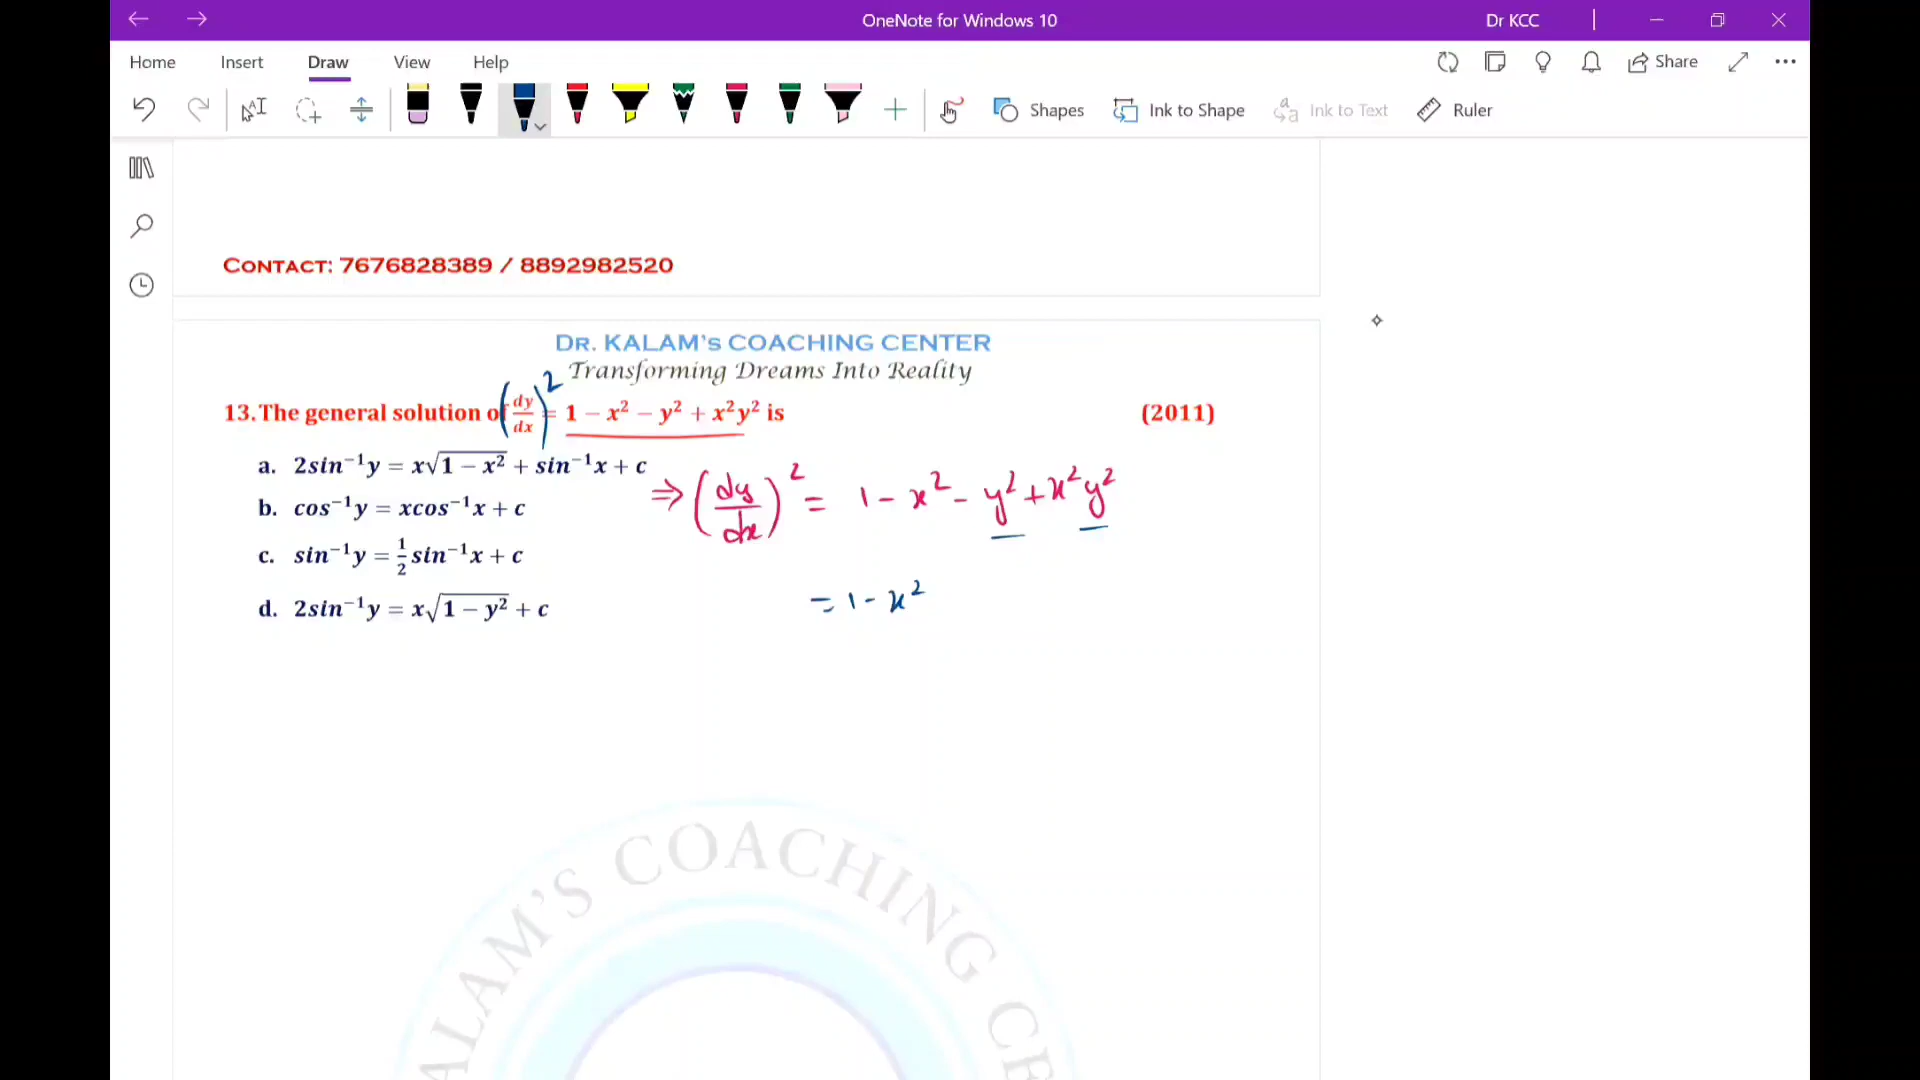 OneNote for Windows 10
Dr KCC
Home Insert Draw View Help
Share
Shapes Ink to Shape Ink to Text Ruler
CONTACT: 7676828389 / 8892982520
DR. KALAM'S COACHING CENTER
Transforming Dreams Into Reality
13. The general solution of (dy/dx)² = 1 − x² − y² + x²y² is (2011)
a. 2sin⁻¹y = x√(1 − x²) + sin⁻¹x + c
⇒ (dy/dx)² = 1 − x² − y² + x²y²
b. cos⁻¹y = xcos⁻¹x + c
c. sin⁻¹y = ½sin⁻¹x + c
d. 2sin⁻¹y = x√(1 − y²) + c
= 1 − x²
ALAM'S COACHING CE